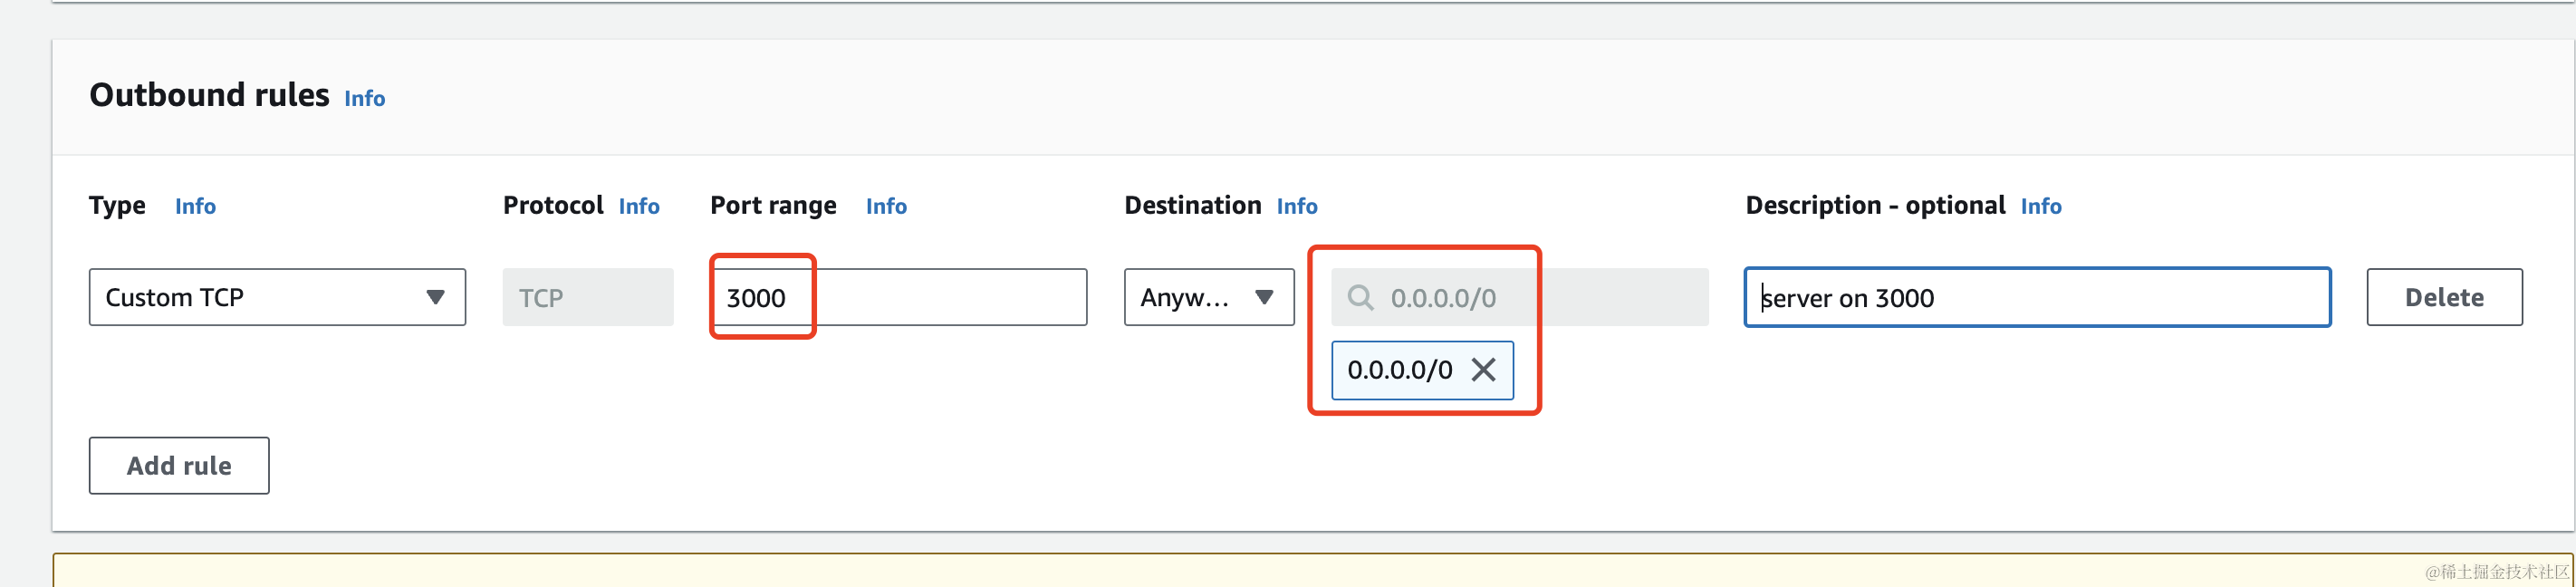 Outbound rules Info
Type Info Protocol Info Port range Info Destination Info Description - optional Info
Custom TCP TCP 3000 Anyw... 0.0.0.0/0 server on 3000 Delete
0.0.0.0/0
Add rule
@稀土掘金技术社区